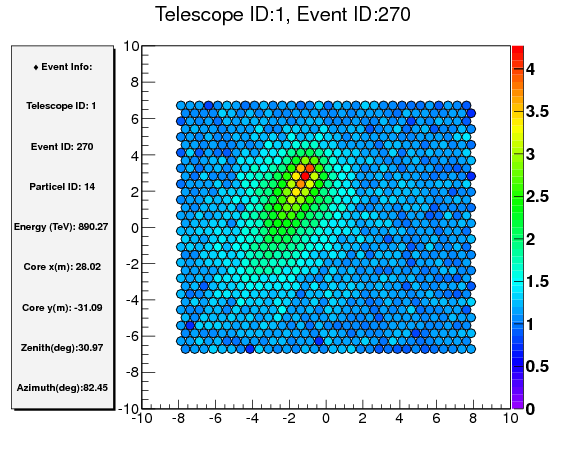 Telescope ID:1, Event ID:270
♦ Event Info:
Telescope ID: 1
Event ID: 270
Particel ID: 14
Energy (TeV): 890.27
Core x(m): 28.02
Core y(m): -31.09
Zenith(deg):30.97
Azimuth(deg):82.45
10
8
6
4
2
0
-2
-4
-6
-8
-10
-10 -8 -6 -4 -2 0 2 4 6 8 10
4
3.5
3
2.5
2
1.5
1
0.5
0